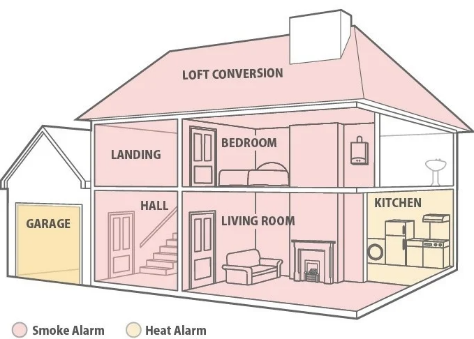 LOFT CONVERSION
LANDING
BEDROOM
GARAGE
HALL
LIVING ROOM
KITCHEN
Smoke Alarm
Heat Alarm